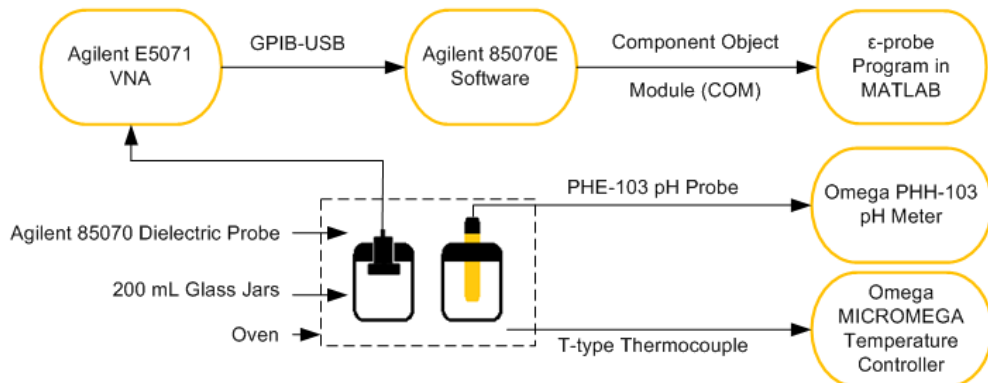 Agilent E5071
VNA
GPIB-USB
Agilent 85070E
Software
Component Object
Module (COM)
ε-probe
Program in
MATLAB
PHE-103 pH Probe
Omega PHH-103
pH Meter
Agilent 85070 Dielectric Probe
200 mL Glass Jars
Oven
T-type Thermocouple
Omega
MICROMEGA
Temperature
Controller